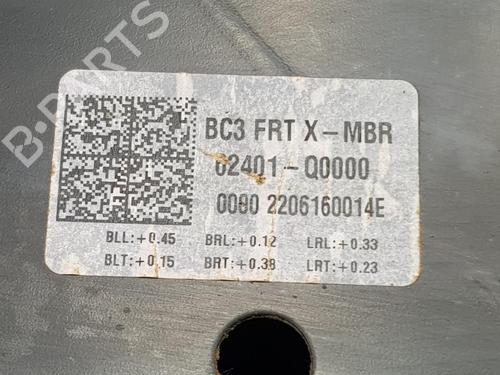 B-PARTS
BC3 FRT X-MBR
62401-Q0000
0000 2206160014E
BLL:+0.45 BRL:+0.12 LRL:+0.33
BLT:+0.15 BRT:+0.38 LRT:+0.23